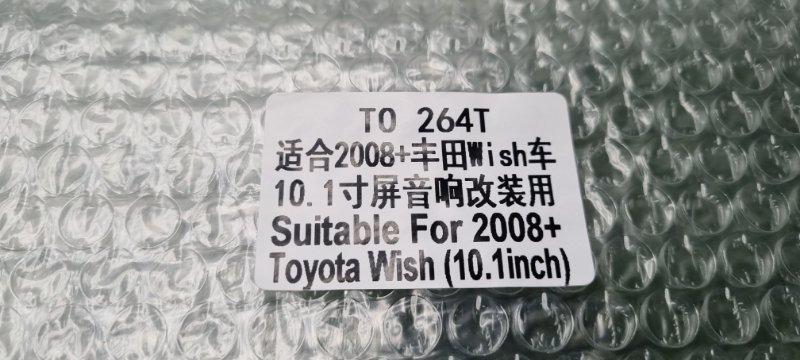 TO 264T
适合2008+丰田Wish车
10.1寸屏音响改装用
Suitable For 2008+
Toyota Wish (10.1inch)